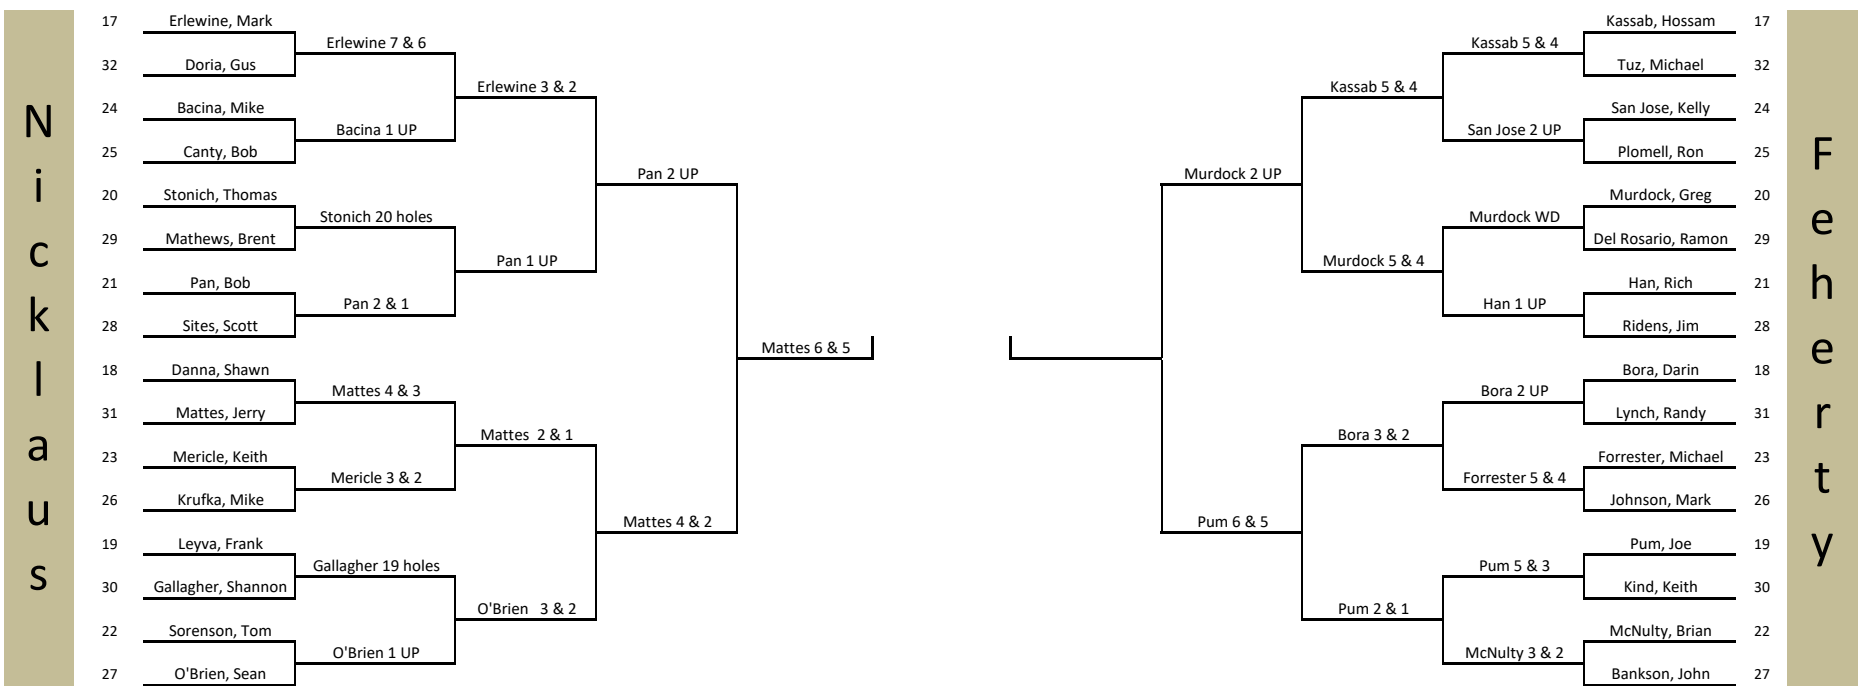 Nicklaus
17 Erlewine, Mark
32 Doria, Gus
24 Bacina, Mike
25 Canty, Bob
20 Stonich, Thomas
29 Mathews, Brent
21 Pan, Bob
28 Sites, Scott
18 Danna, Shawn
31 Mattes, Jerry
23 Mericle, Keith
26 Krufka, Mike
19 Leyva, Frank
30 Gallagher, Shannon
22 Sorenson, Tom
27 O'Brien, Sean
Erlewine 7 & 6
Bacina 1 UP
Stonich 20 holes
Pan 2 & 1
Mattes 4 & 3
Mericle 3 & 2
Gallagher 19 holes
O'Brien 1 UP
Erlewine 3 & 2
Pan 1 UP
Mattes 2 & 1
O'Brien 3 & 2
Pan 2 UP
Mattes 4 & 2
Mattes 6 & 5
Murdock 2 UP
Pum 6 & 5
Kassab 5 & 4
Murdock 5 & 4
Bora 3 & 2
Pum 2 & 1
Kassab 5 & 4
San Jose 2 UP
Murdock WD
Han 1 UP
Bora 2 UP
Forrester 5 & 4
Pum 5 & 3
McNulty 3 & 2
Kassab, Hossam 17
Tuz, Michael 32
San Jose, Kelly 24
Plomell, Ron 25
Murdock, Greg 20
Del Rosario, Ramon 29
Han, Rich 21
Ridens, Jim 28
Bora, Darin 18
Lynch, Randy 31
Forrester, Michael 23
Johnson, Mark 26
Pum, Joe 19
Kind, Keith 30
McNulty, Brian 22
Bankson, John 27
Feherty